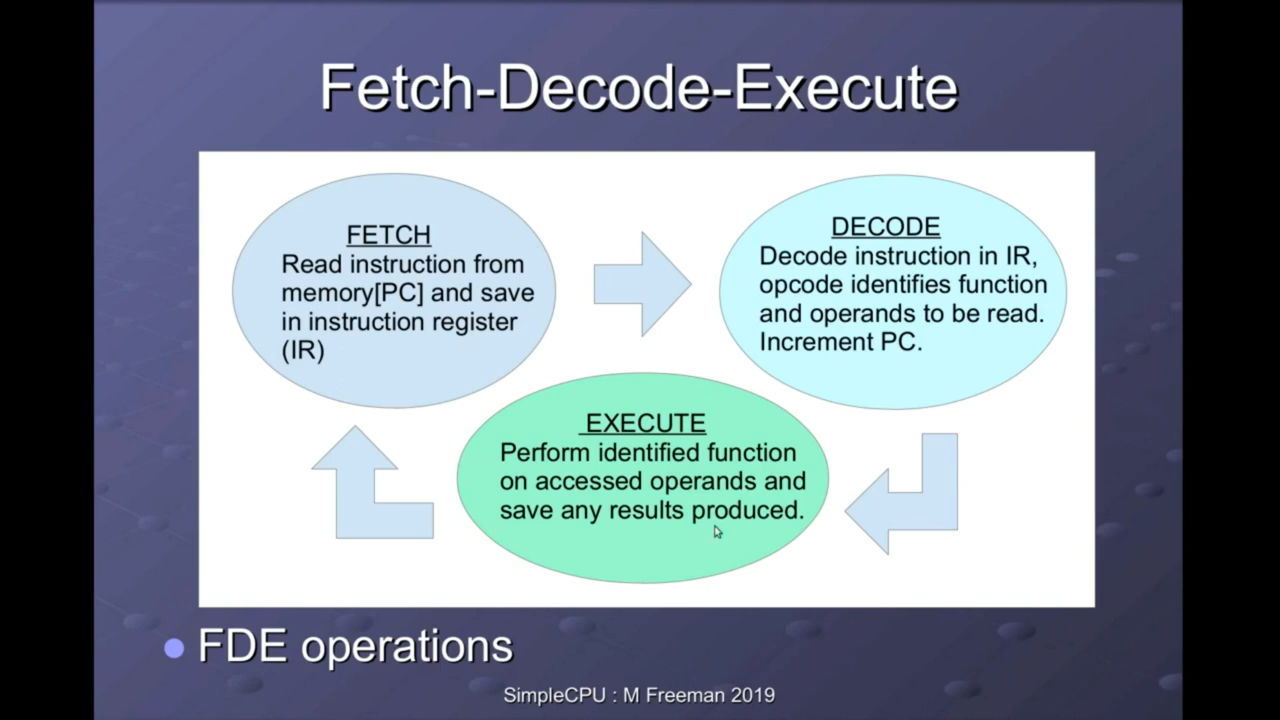 Fetch-Decode-Execute
FETCH
Read instruction from
memory[PC] and save
in instruction register
(IR)
DECODE
Decode instruction in IR,
opcode identifies function
and operands to be read.
Increment PC.
EXECUTE
Perform identified function
on accessed operands and
save any results produced.
FDE operations
SimpleCPU : M Freeman 2019